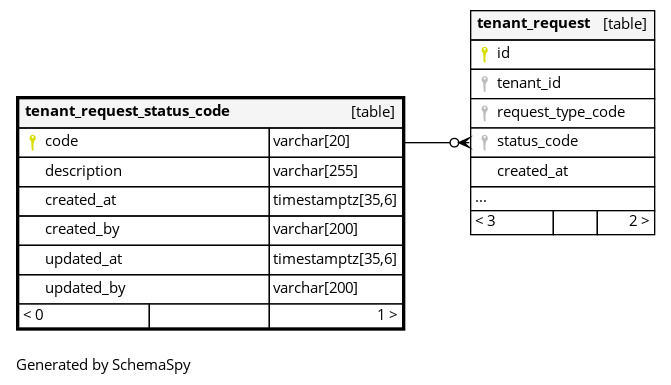 tenant_request [table]
id
tenant_id
request_type_code
status_code
created_at
...
< 3 2 >
tenant_request_status_code [table]
code varchar[20]
description varchar[255]
created_at timestamptz[35,6]
created_by varchar[200]
updated_at timestamptz[35,6]
updated_by varchar[200]
< 0 1 >
Generated by SchemaSpy